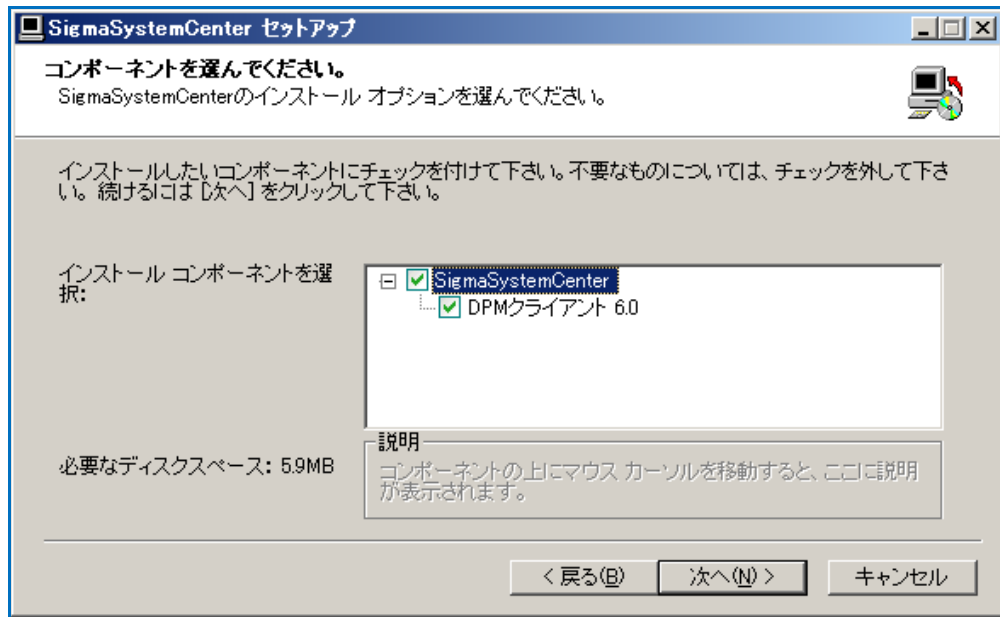 SigmaSystemCenter セットアップ
コンポーネントを選んでください。
SigmaSystemCenterのインストール オプションを選んでください。
インストールしたいコンポーネントにチェックを付けて下さい。不要なものについては、チェックを外して下さ
い。続けるには [次へ] をクリックして下さい。
インストール コンポーネントを選
択:
SigmaSystemCenter
DPMクライアント 6.0
必要なディスクスペース: 5.9MB
説明
コンポーネントの上にマウス カーソルを移動すると、ここに説明
が表示されます。
< 戻る(B)
次へ(N) >
キャンセル